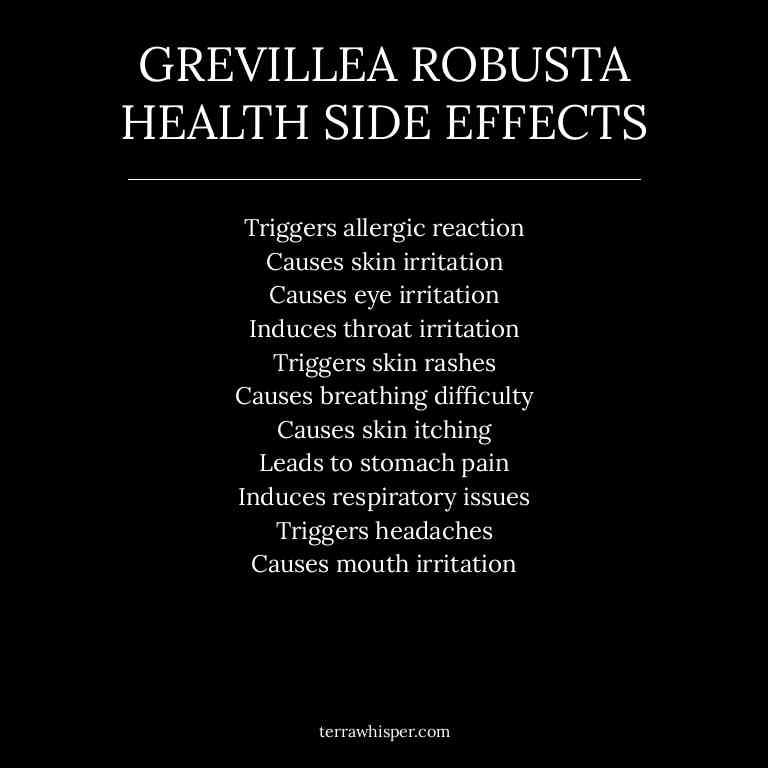 GREVILLEA ROBUSTA
HEALTH SIDE EFFECTS
Triggers allergic reaction
Causes skin irritation
Causes eye irritation
Induces throat irritation
Triggers skin rashes
Causes breathing difficulty
Causes skin itching
Leads to stomach pain
Induces respiratory issues
Triggers headaches
Causes mouth irritation
terrawhisper.com